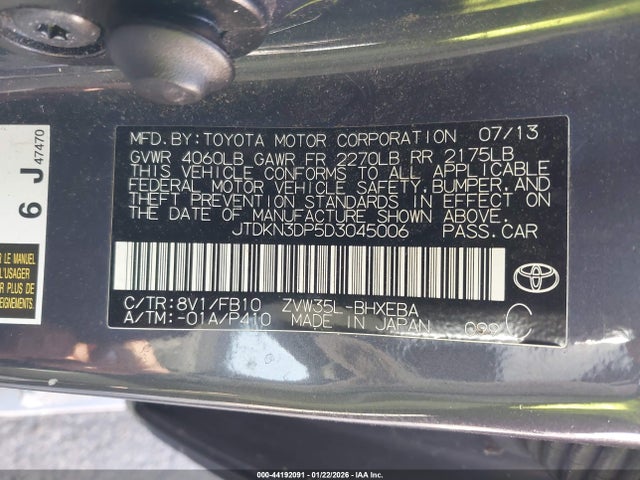 MFD.BY:TOYOTA MOTOR CORPORATION 07/13
GVWR 4060LB GAWR FR 2270LB RR 2175LB
THIS VEHICLE CONFORMS TO ALL APPLICABLE
FEDERAL MOTOR VEHICLE SAFETY, BUMPER, AND
THEFT PREVENTION STANDARDS IN EFFECT ON
THE DATE OF MANUFACTURE SHOWN ABOVE.
JTDKN3DP5D3045006 PASS.CAR
C/TR:8V1/FB10 ZVW35L-BHXEBA
A/TM:-01A/P410 MADE IN JAPAN G99 C
6 J 47470
R LE MANUEL
SEIGNEMENTS
000-44192091 - 01/22/2026 - COPYRIGHT IAA, INC.